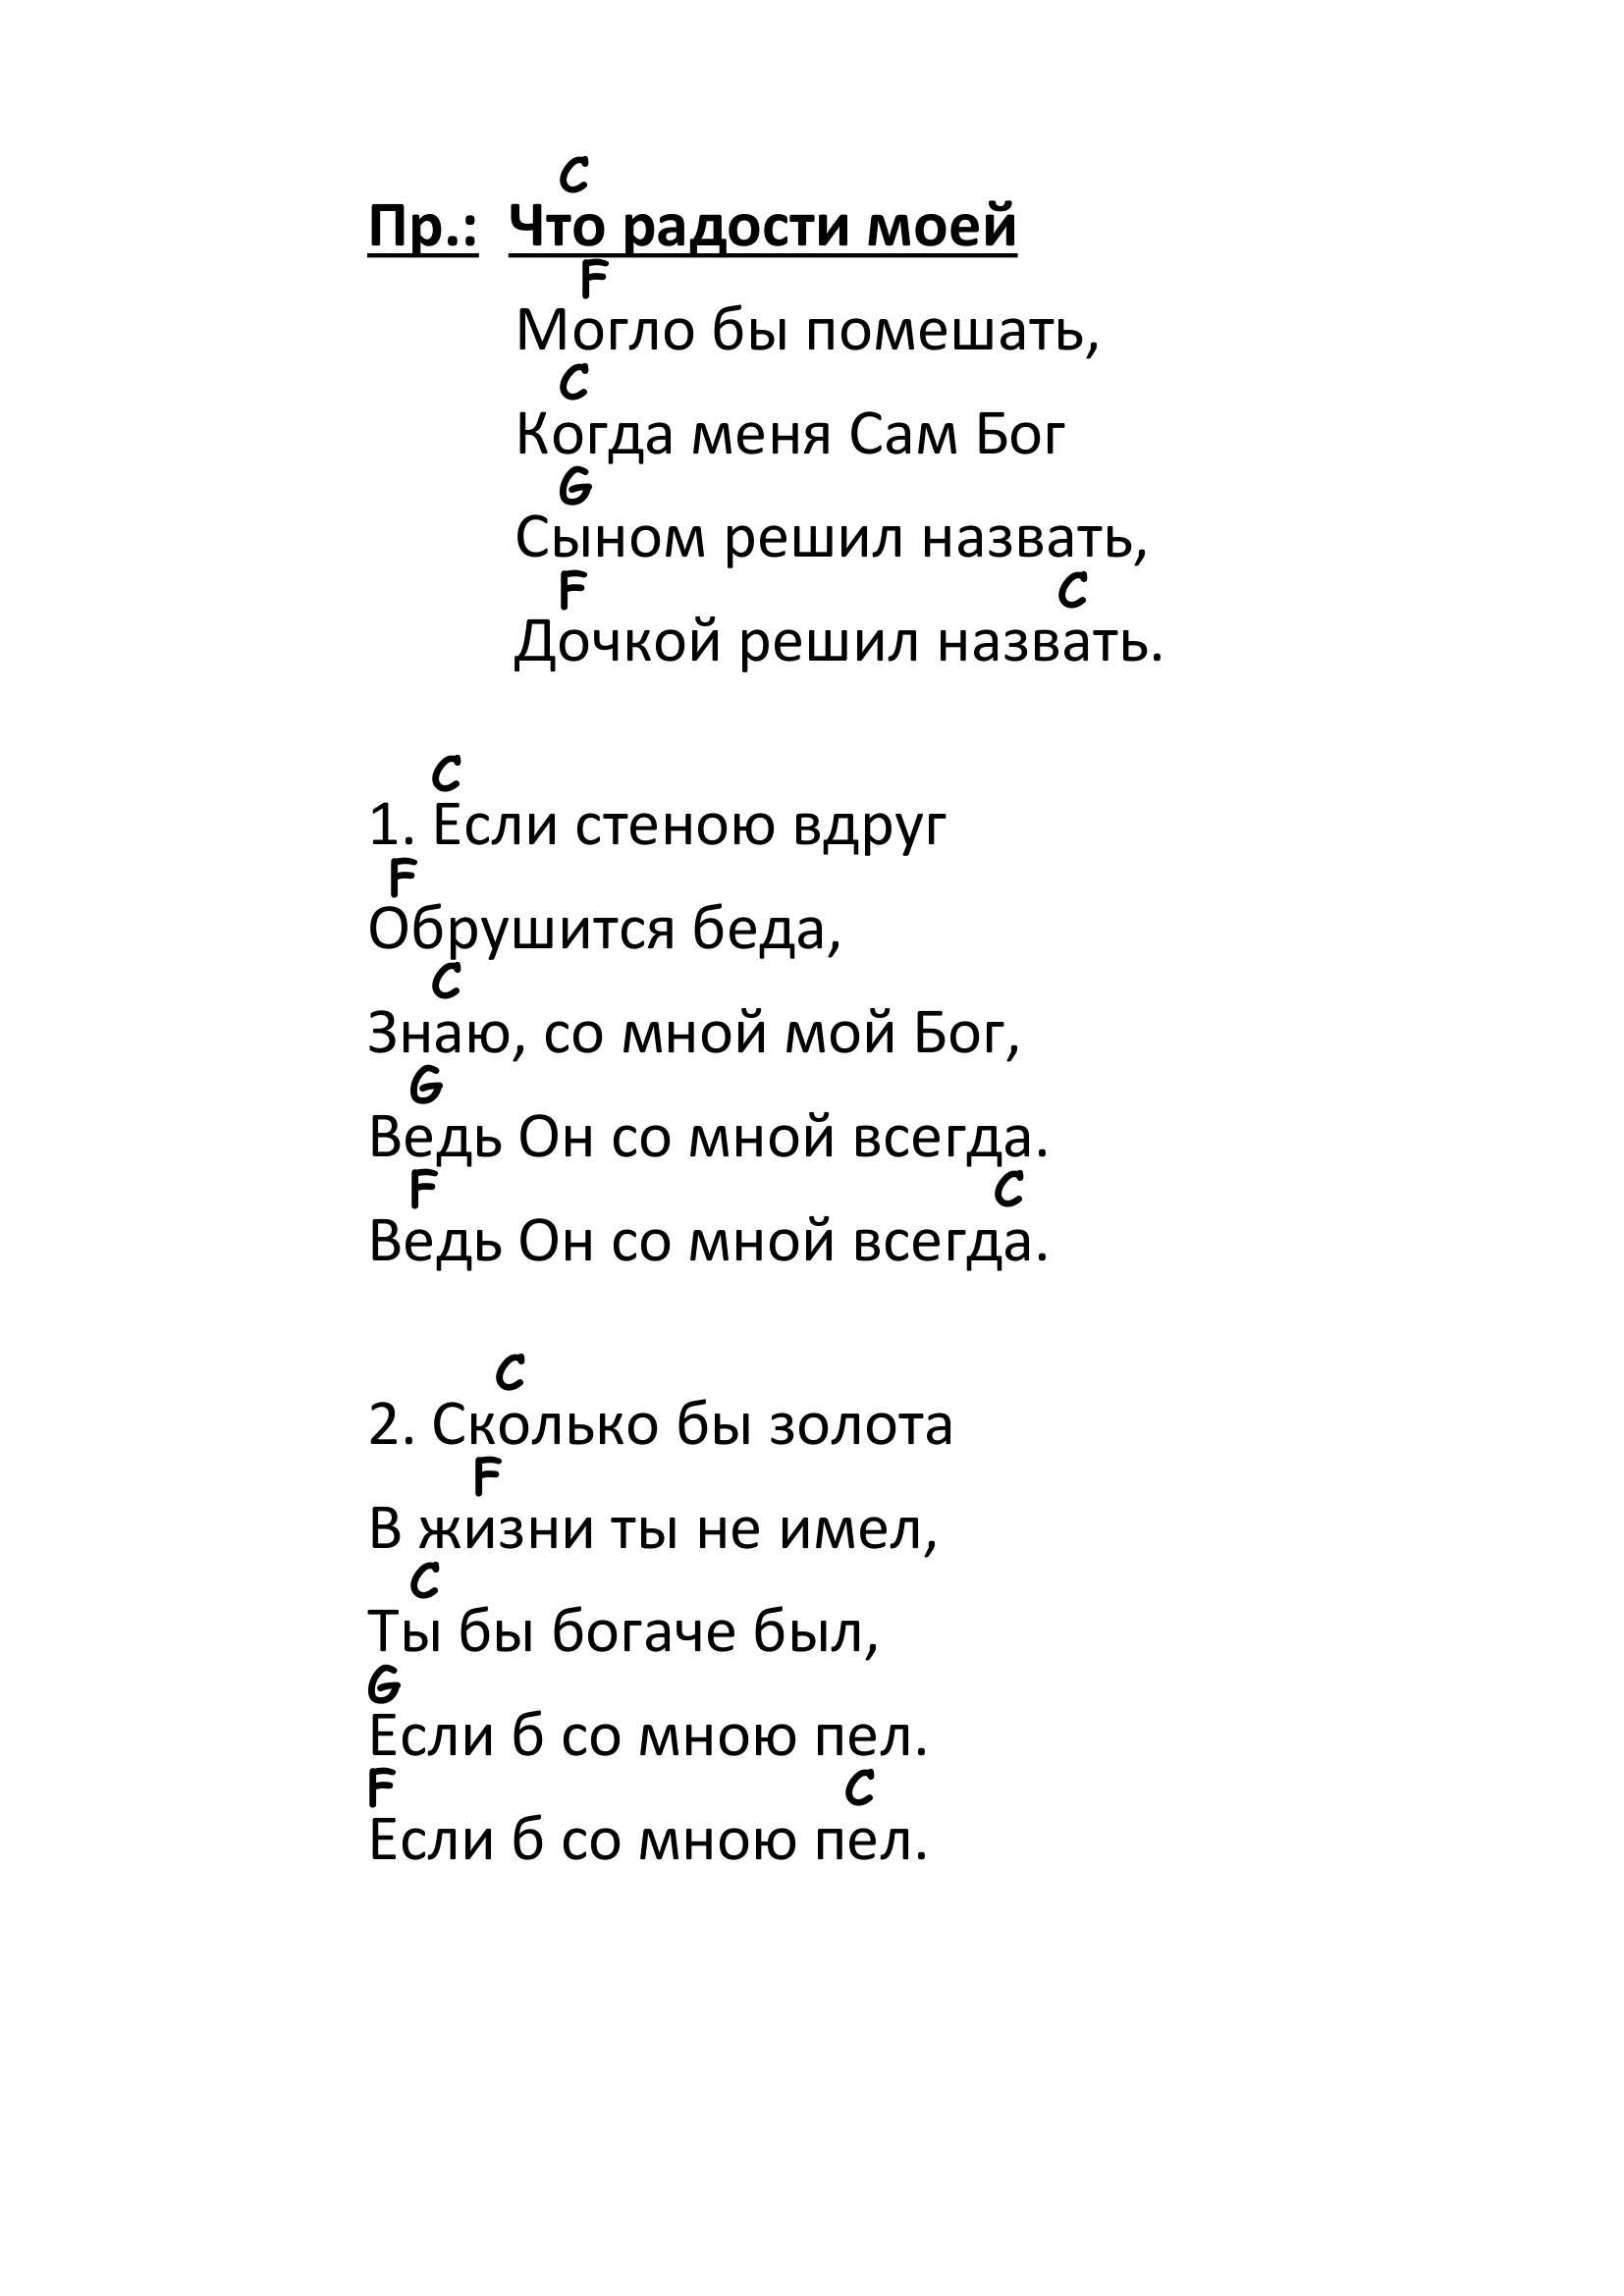 C
Пр.: Что радости моей
F
Могло бы помешать,
C
Когда меня Сам Бог
G
Сыном решил назвать,
F C
Дочкой решил назвать.
C
1. Если стеною вдруг
F
Обрушится беда,
C
Знаю, со мной мой Бог,
G
Ведь Он со мной всегда.
F C
Ведь Он со мной всегда.
C
2. Сколько бы золота
F
В жизни ты не имел,
C
Ты бы богаче был,
G
Если б со мною пел.
F C
Если б со мною пел.